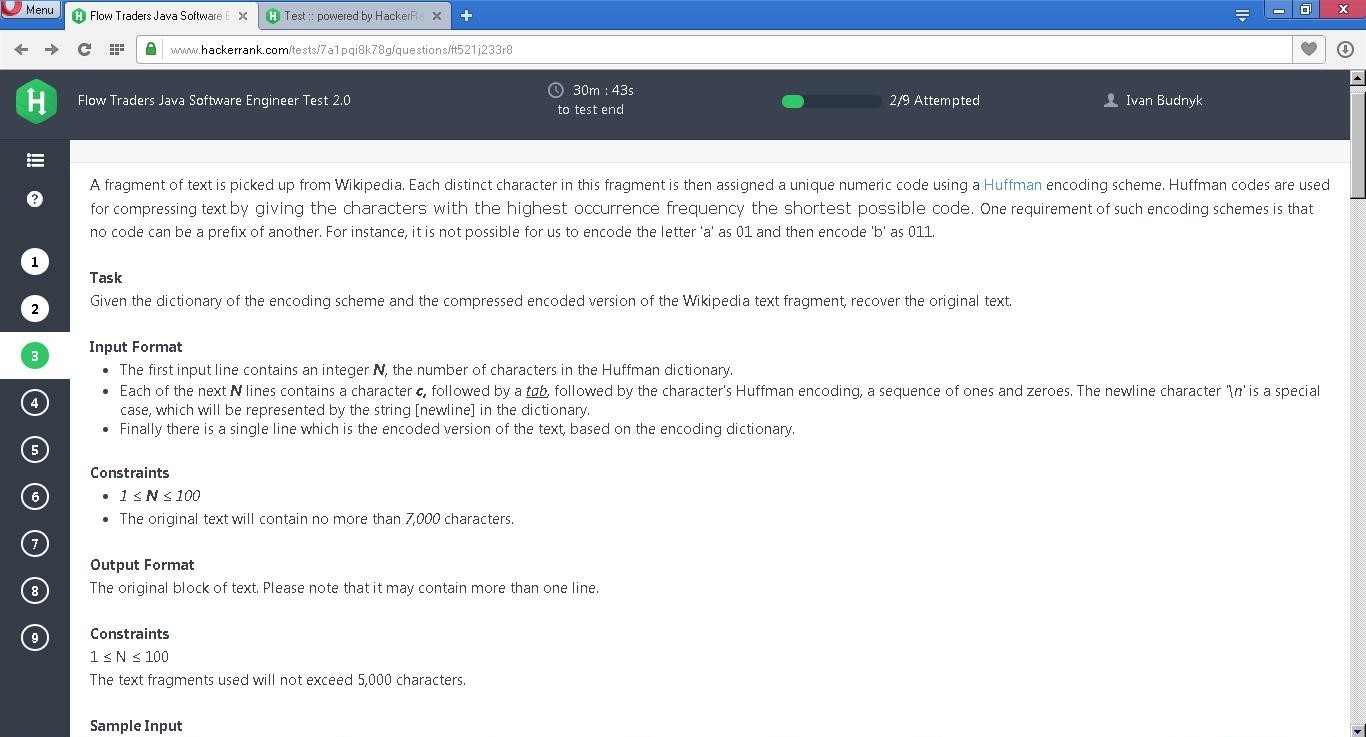 Menu
Flow Traders Java Software E
Test :: powered by HackerRa
www.hackerrank.com/tests/7a1pqi8k78g/questions/ft521j233r8
H
Flow Traders Java Software Engineer Test 2.0
30m : 43s
to test end
2/9 Attempted
Ivan Budnyk
?
1
2
3
4
5
6
7
8
9
A fragment of text is picked up from Wikipedia. Each distinct character in this fragment is then assigned a unique numeric code using a Huffman encoding scheme. Huffman codes are used
for compressing text by giving the characters with the highest occurrence frequency the shortest possible code. One requirement of such encoding schemes is that
no code can be a prefix of another. For instance, it is not possible for us to encode the letter 'a' as 01 and then encode 'b' as 011.
Task
Given the dictionary of the encoding scheme and the compressed encoded version of the Wikipedia text fragment, recover the original text.
Input Format
• The first input line contains an integer N, the number of characters in the Huffman dictionary.
• Each of the next N lines contains a character c, followed by a tab, followed by the character's Huffman encoding, a sequence of ones and zeroes. The newline character '\n' is a special
case, which will be represented by the string [newline] in the dictionary.
• Finally there is a single line which is the encoded version of the text, based on the encoding dictionary.
Constraints
• 1 ≤ N ≤ 100
• The original text will contain no more than 7,000 characters.
Output Format
The original block of text. Please note that it may contain more than one line.
Constraints
1 ≤ N ≤ 100
The text fragments used will not exceed 5,000 characters.
Sample Input